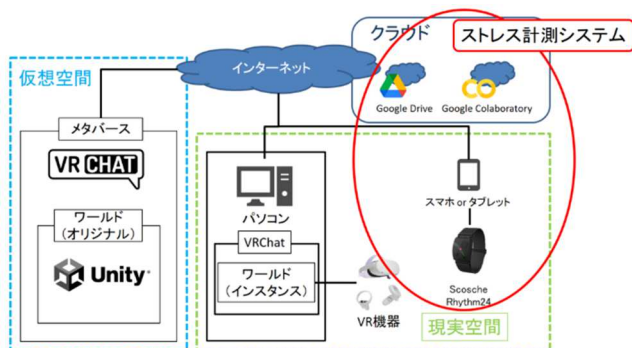 クラウド
ストレス計測システム
インターネット
仮想空間
Google Drive
Google Colaboratory
メタバース
VRCHAT
パソコン
スマホ or タブレット
ワールド
(オリジナル)
Unity
VRChat
ワールド
(インスタンス)
VR機器
Scosche
Rhythm24
現実空間